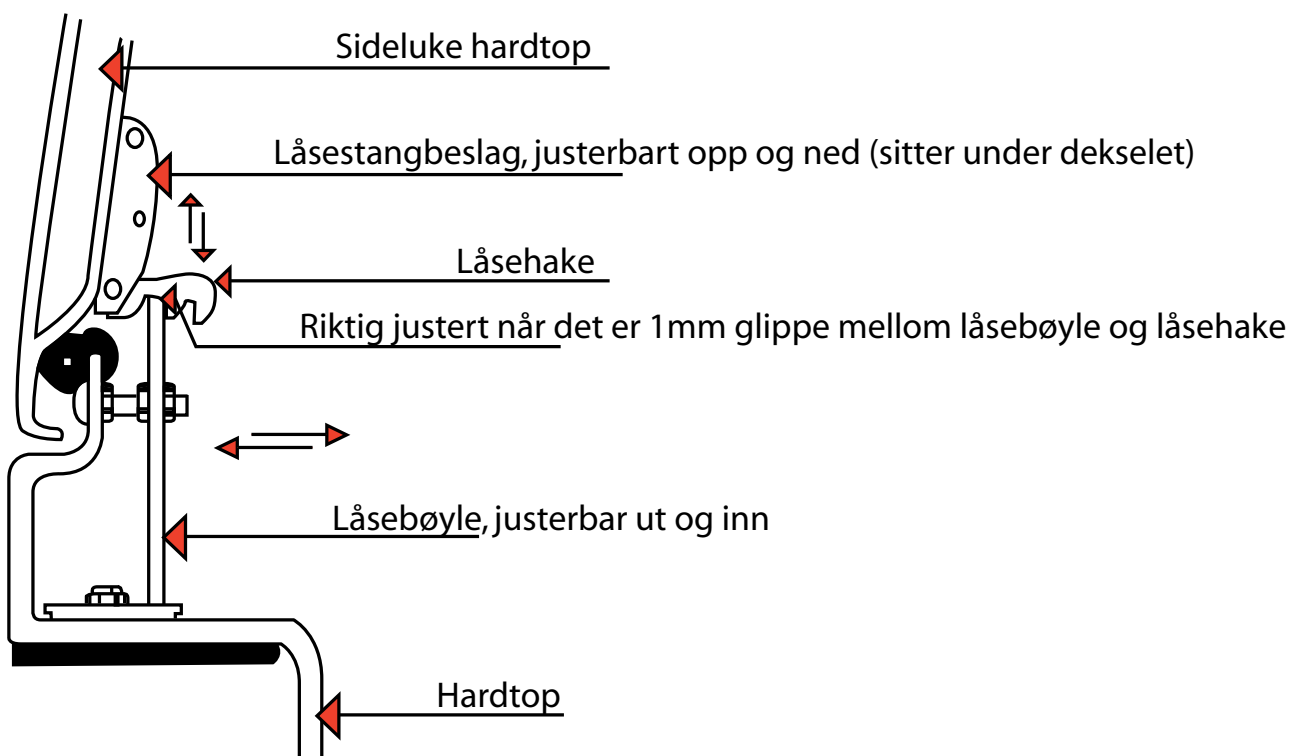 Sideluke hardtop
Låsestangbeslag, justerbart opp og ned (sitter under dekselet)
Låsehake
Riktig justert når det er 1mm glippe mellom låsebøyle og låsehake
Låsebøyle, justerbar ut og inn
Hardtop